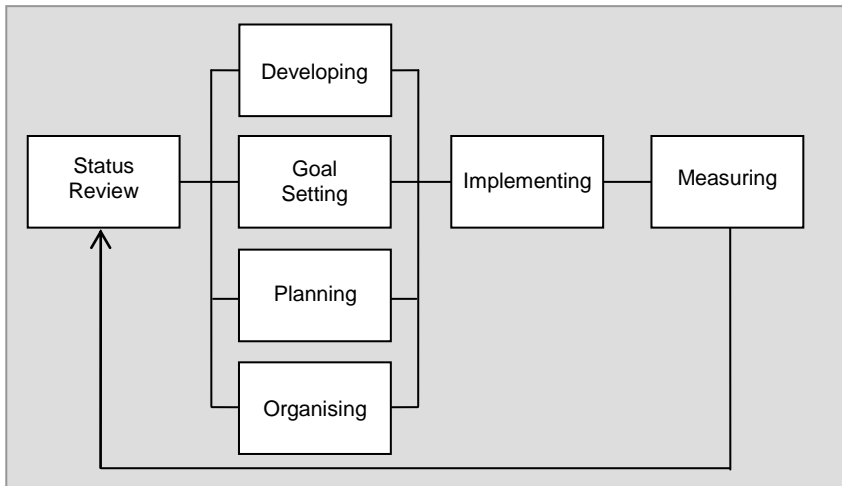 Status
Review
Developing
Goal
Setting
Planning
Organising
Implementing
Measuring